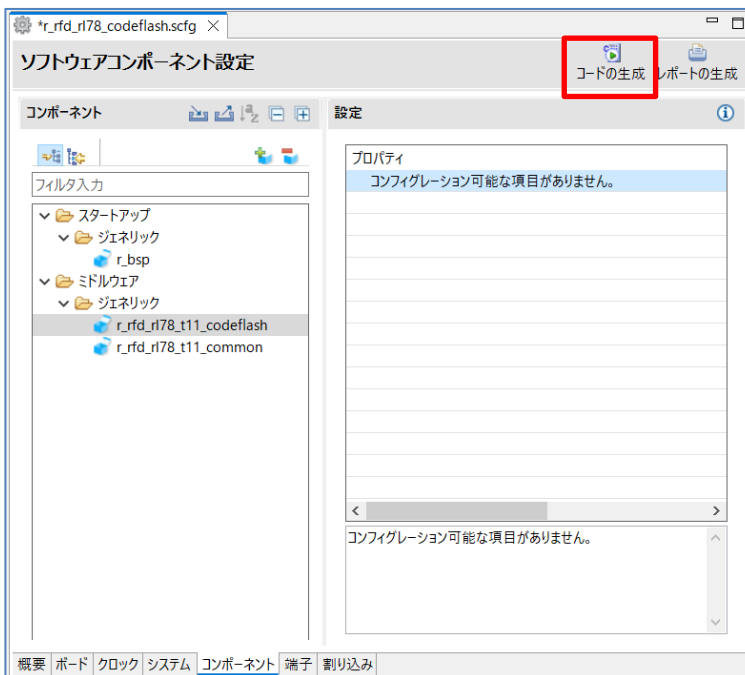 *r_rfd_rl78_codeflash.scfg
ソフトウェアコンポーネント設定
コードの生成 レポートの生成
コンポーネント
設定
フィルタ入力
スタートアップ
ジェネリック
r_bsp
ミドルウェア
ジェネリック
r_rfd_rl78_t11_codeflash
r_rfd_rl78_t11_common
プロパティ
コンフィグレーション可能な項目がありません。
コンフィグレーション可能な項目がありません。
概要 ボード クロック システム コンポーネント 端子 割り込み